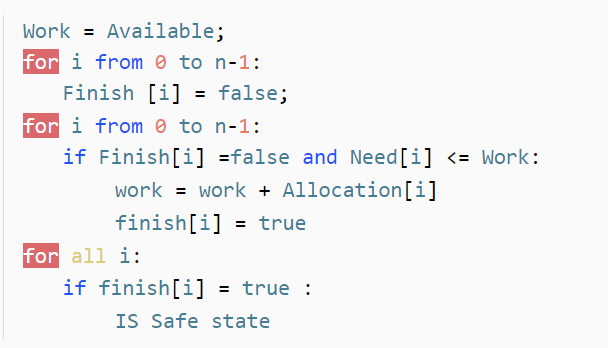 Work = Available;
for i from 0 to n-1:
Finish [i] = false;
for i from 0 to n-1:
if Finish[i] =false and Need[i] <= Work:
work = work + Allocation[i]
finish[i] = true
for all i:
if finish[i] = true :
IS Safe state